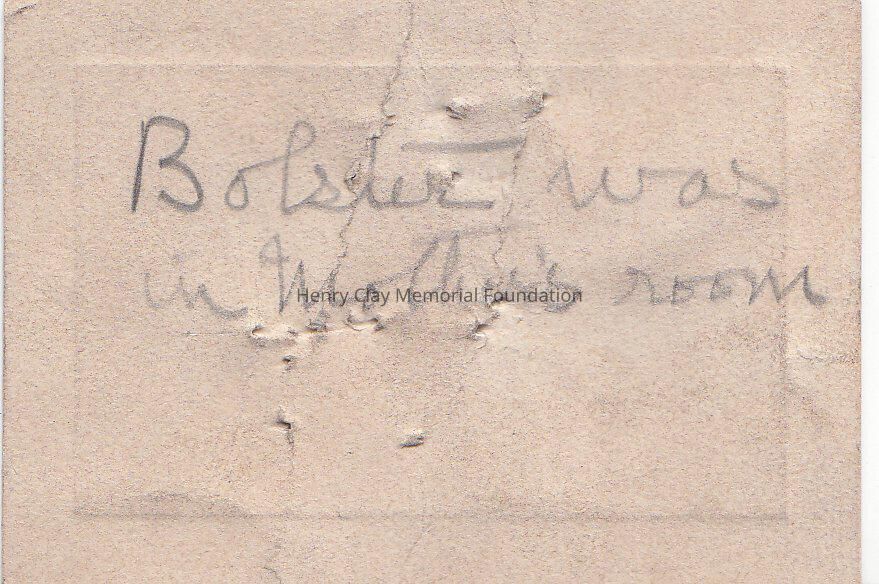 Bolster was
in Mother's room
Henry Clay Memorial Foundation